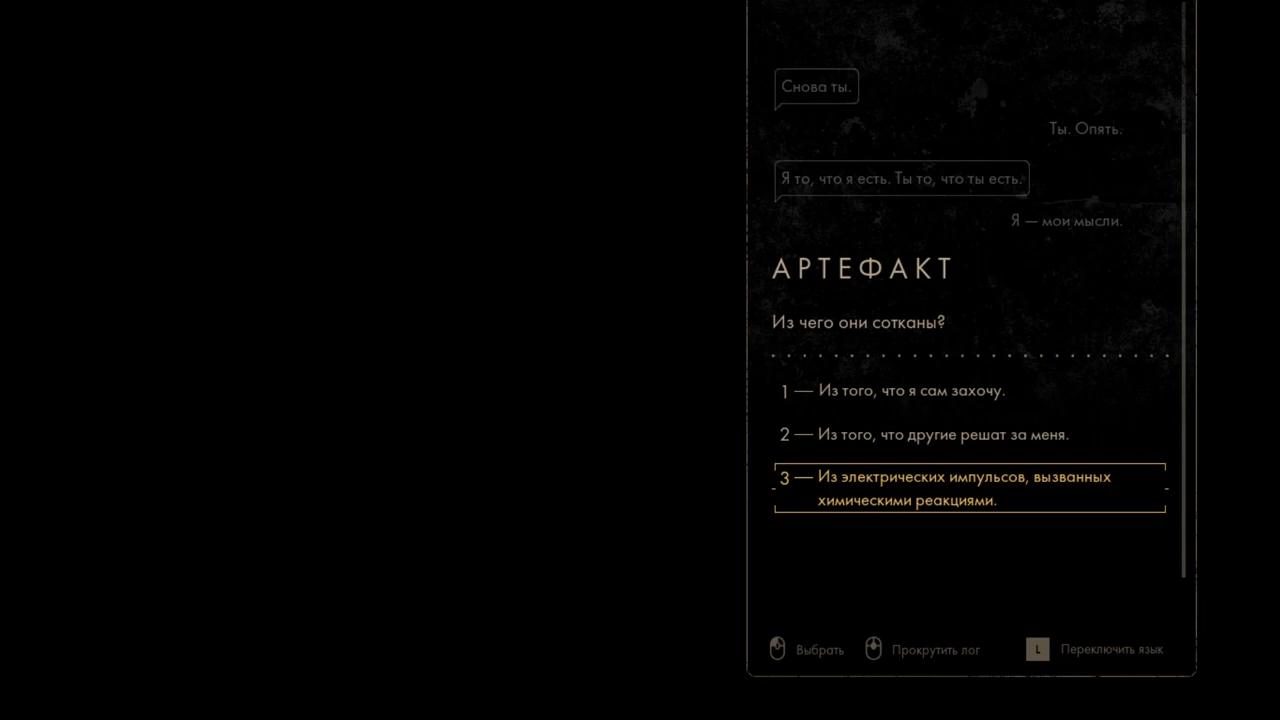 Снова ты.
Ты. Опять.
Я то, что я есть. Ты то, что ты есть.
Я — мои мысли.
АРТЕФАКТ
Из чего они сотканы?
1 — Из того, что я сам захочу.
2 — Из того, что другие решат за меня.
3 — Из электрических импульсов, вызванных
химическими реакциями.
Выбрать Прокрутить лог L Переключить язык